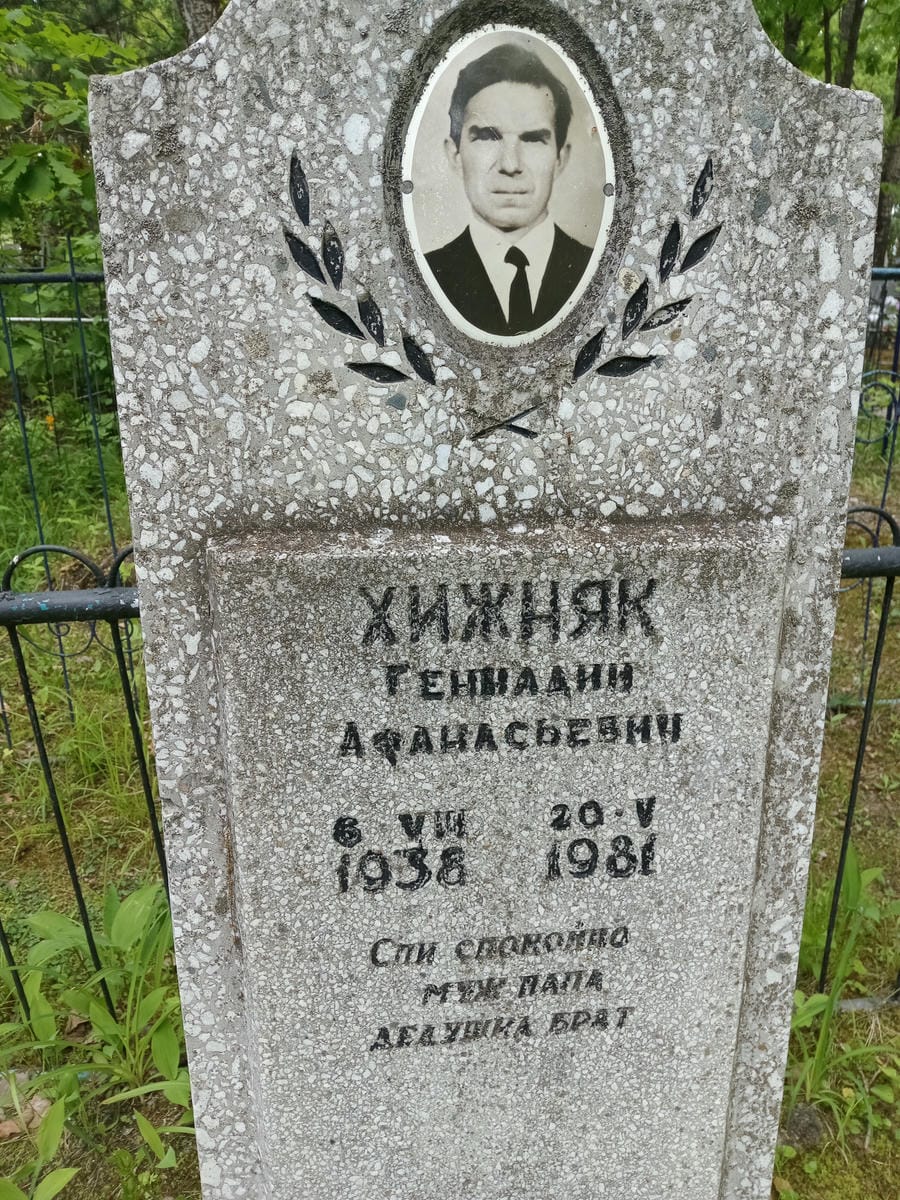 ХИЖНЯК
ГЕННАДИЙ
АФАНАСЬЕВИЧ
6 VIII 20·V
1938 1981
СПИ СПОКОЙНО
МУЖ ПАПА
ДЕДУШКА БРАТ